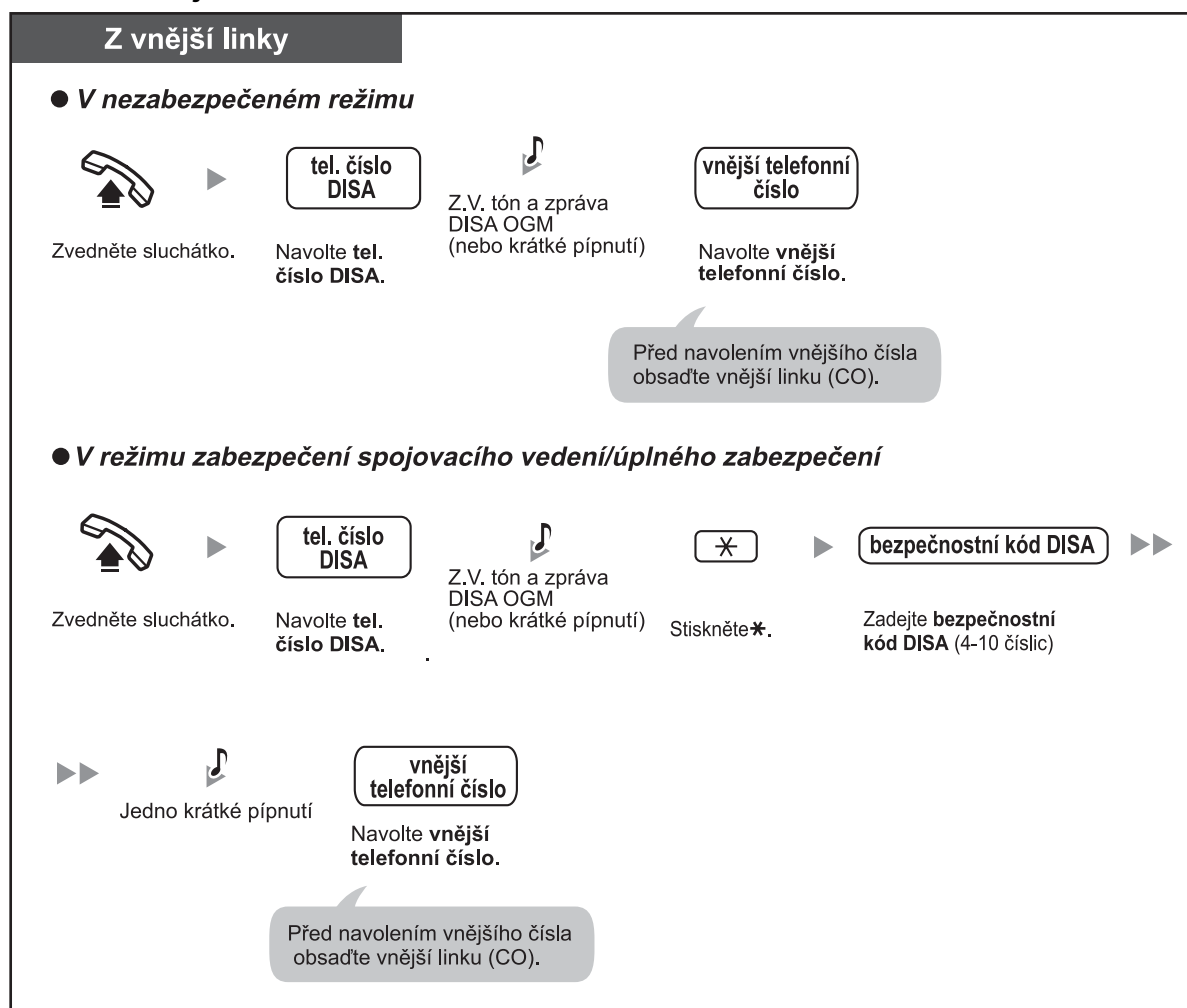 Z vnější linky
● V nezabezpečeném režimu
tel. číslo
DISA
vnější telefonní
číslo
Z.V. tón a zpráva
DISA OGM
(nebo krátké pípnutí)
Zvedněte sluchátko.
Navolte tel.
číslo DISA.
Navolte vnější
telefonní číslo.
Před navolením vnějšího čísla
obsaďte vnější linku (CO).
● V režimu zabezpečení spojovacího vedení/úplného zabezpečení
tel. číslo
DISA
bezpečnostní kód DISA
Z.V. tón a zpráva
DISA OGM
(nebo krátké pípnutí)
Zvedněte sluchátko.
Navolte tel.
číslo DISA.
.
Stiskněte*.
Zadejte bezpečnostní
kód DISA (4-10 číslic)
Jedno krátké pípnutí
vnější
telefonní číslo
Navolte vnější
telefonní číslo.
Před navolením vnějšího čísla
obsaďte vnější linku (CO).